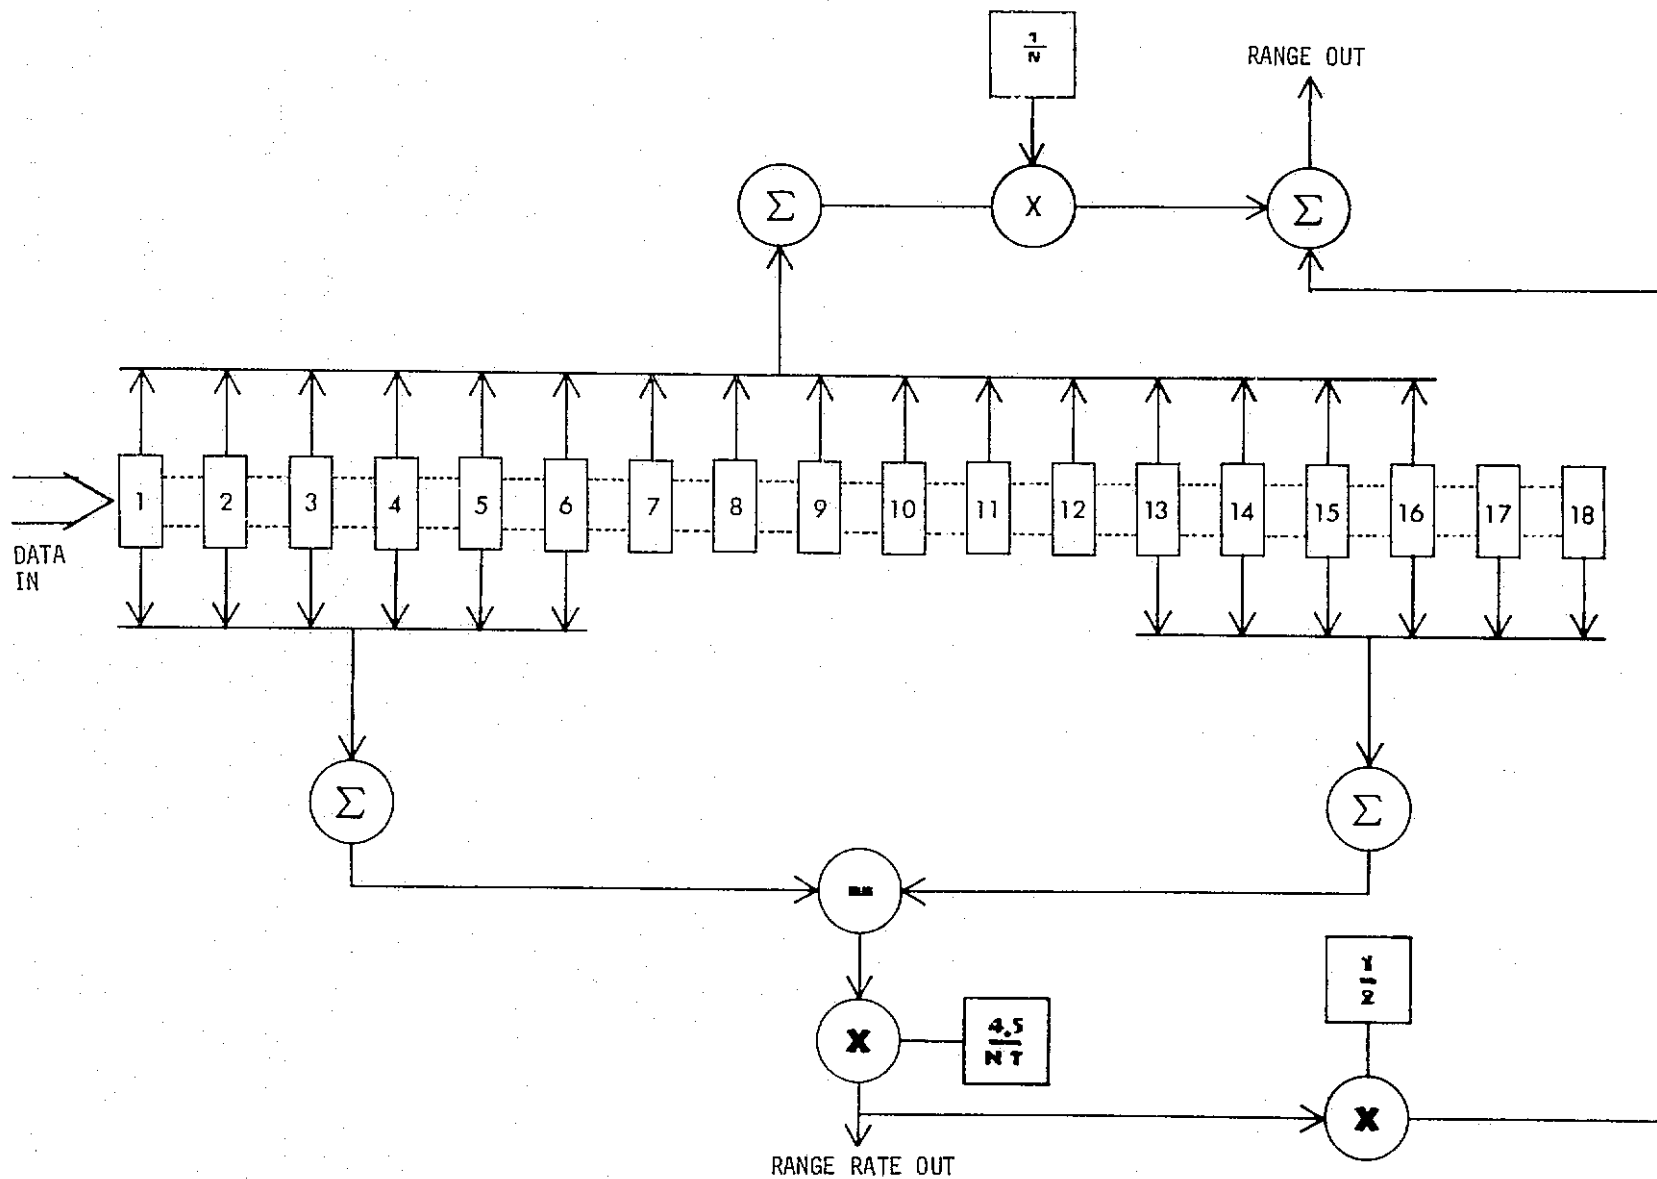 1
N
RANGE OUT
Σ
X
Σ
1 2 3 4 5 6 7 8 9 10 11 12 13 14 15 16 17 18
DATA
IN
Σ
Σ
-
X
4.5
N T
2
X
RANGE RATE OUT